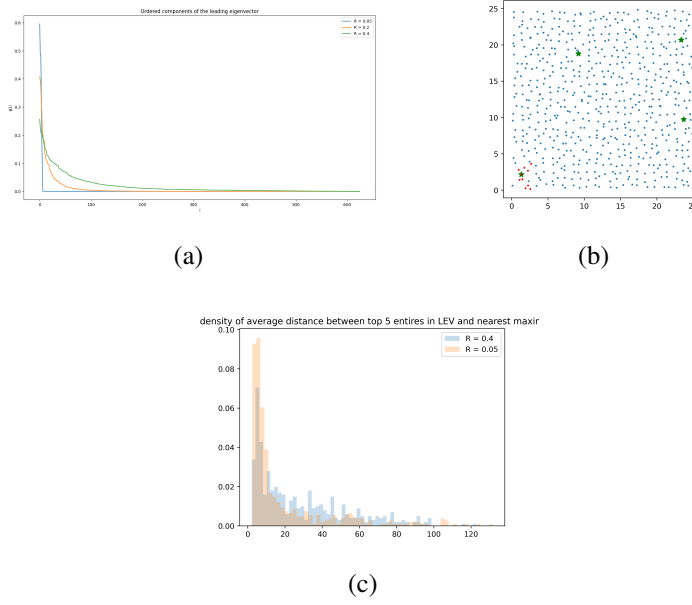 Ordered components of the leading eigenvector
R = 0.05
R = 0.2
R = 0.4
0.6
0.5
0.4
0.3
0.2
0.1
0.0
0 100 200 300 400 500 600
i
(a)
25
20
15
10
5
0
0 5 10 15 20 25
(b)
density of average distance between top 5 entires in LEV and nearest maxir
R = 0.4
R = 0.05
0.10
0.08
0.06
0.04
0.02
0.00
0 20 40 60 80 100 120
(c)